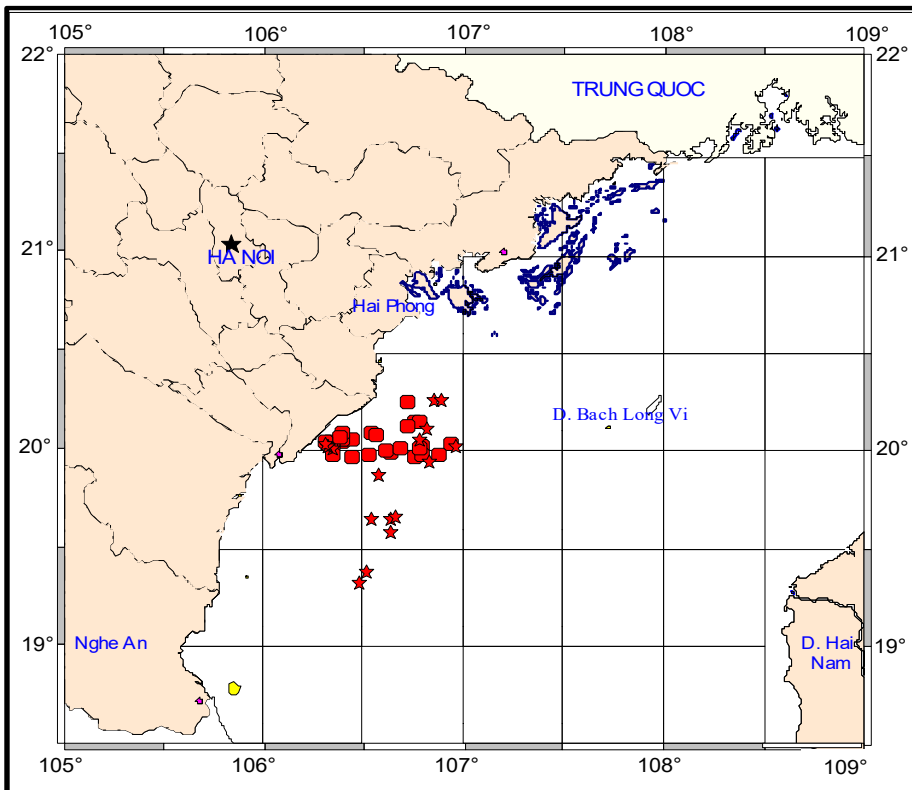 105° 106° 107° 108° 109°
22° 22°
TRUNG QUOC
21° 21°
HA NOI
Hai Phong
D. Bach Long Vi
20° 20°
19° 19°
Nghe An
D. Hai
Nam
105° 106° 107° 108° 109°